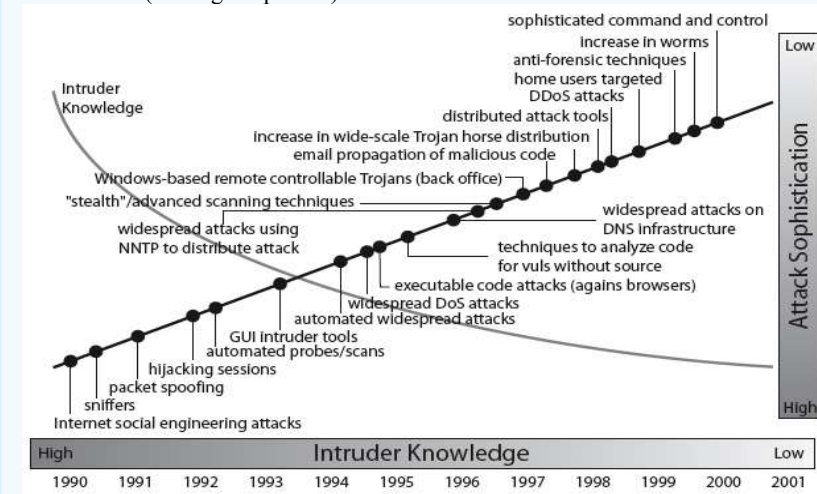 sophisticated command and control
increase in worms
anti-forensic techniques
home users targeted
DDoS attacks
distributed attack tools
increase in wide-scale Trojan horse distribution
email propagation of malicious code
Windows-based remote controllable Trojans (back office)
"stealth"/advanced scanning techniques
widespread attacks using
NNTP to distribute attack
Intruder
Knowledge
widespread attacks on
DNS infrastructure
techniques to analyze code
for vuls without source
executable code attacks (agains browsers)
widespread DoS attacks
automated widespread attacks
GUI intruder tools
automated probes/scans
hijacking sessions
packet spoofing
sniffers
Internet social engineering attacks
Low
Attack Sophistication
High
High Intruder Knowledge Low
1990 1991 1992 1993 1994 1995 1996 1997 1998 1999 2000 2001